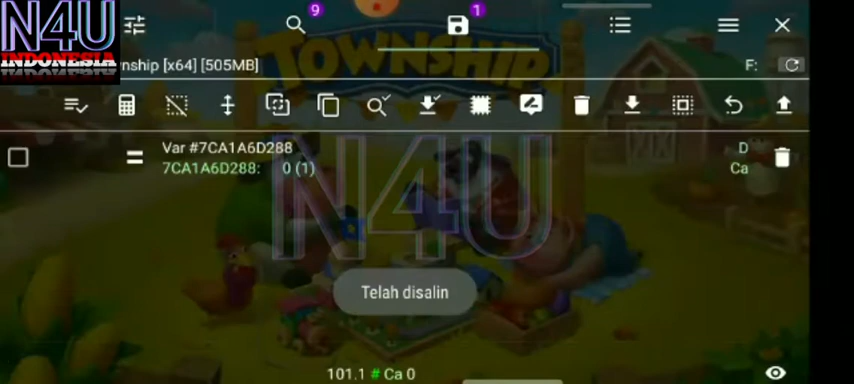 9
1
N4U
INDONESIA
TOWNSHIP
nship [x64] [505MB]
F:
Var #7CA1A6D288
D
7CA1A6D288: 0 (1)
Ca
N4U
Telah disalin
101.1 # Ca 0